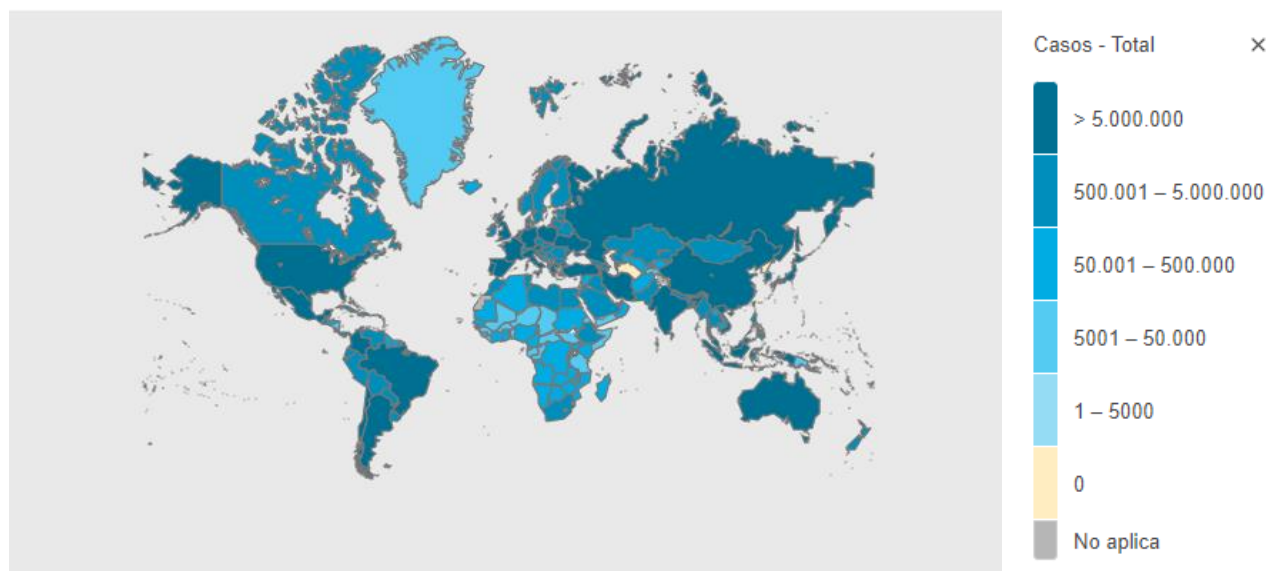 Casos - Total ×
> 5.000.000
500.001 – 5.000.000
50.001 – 500.000
5001 – 50.000
1 – 5000
0
No aplica